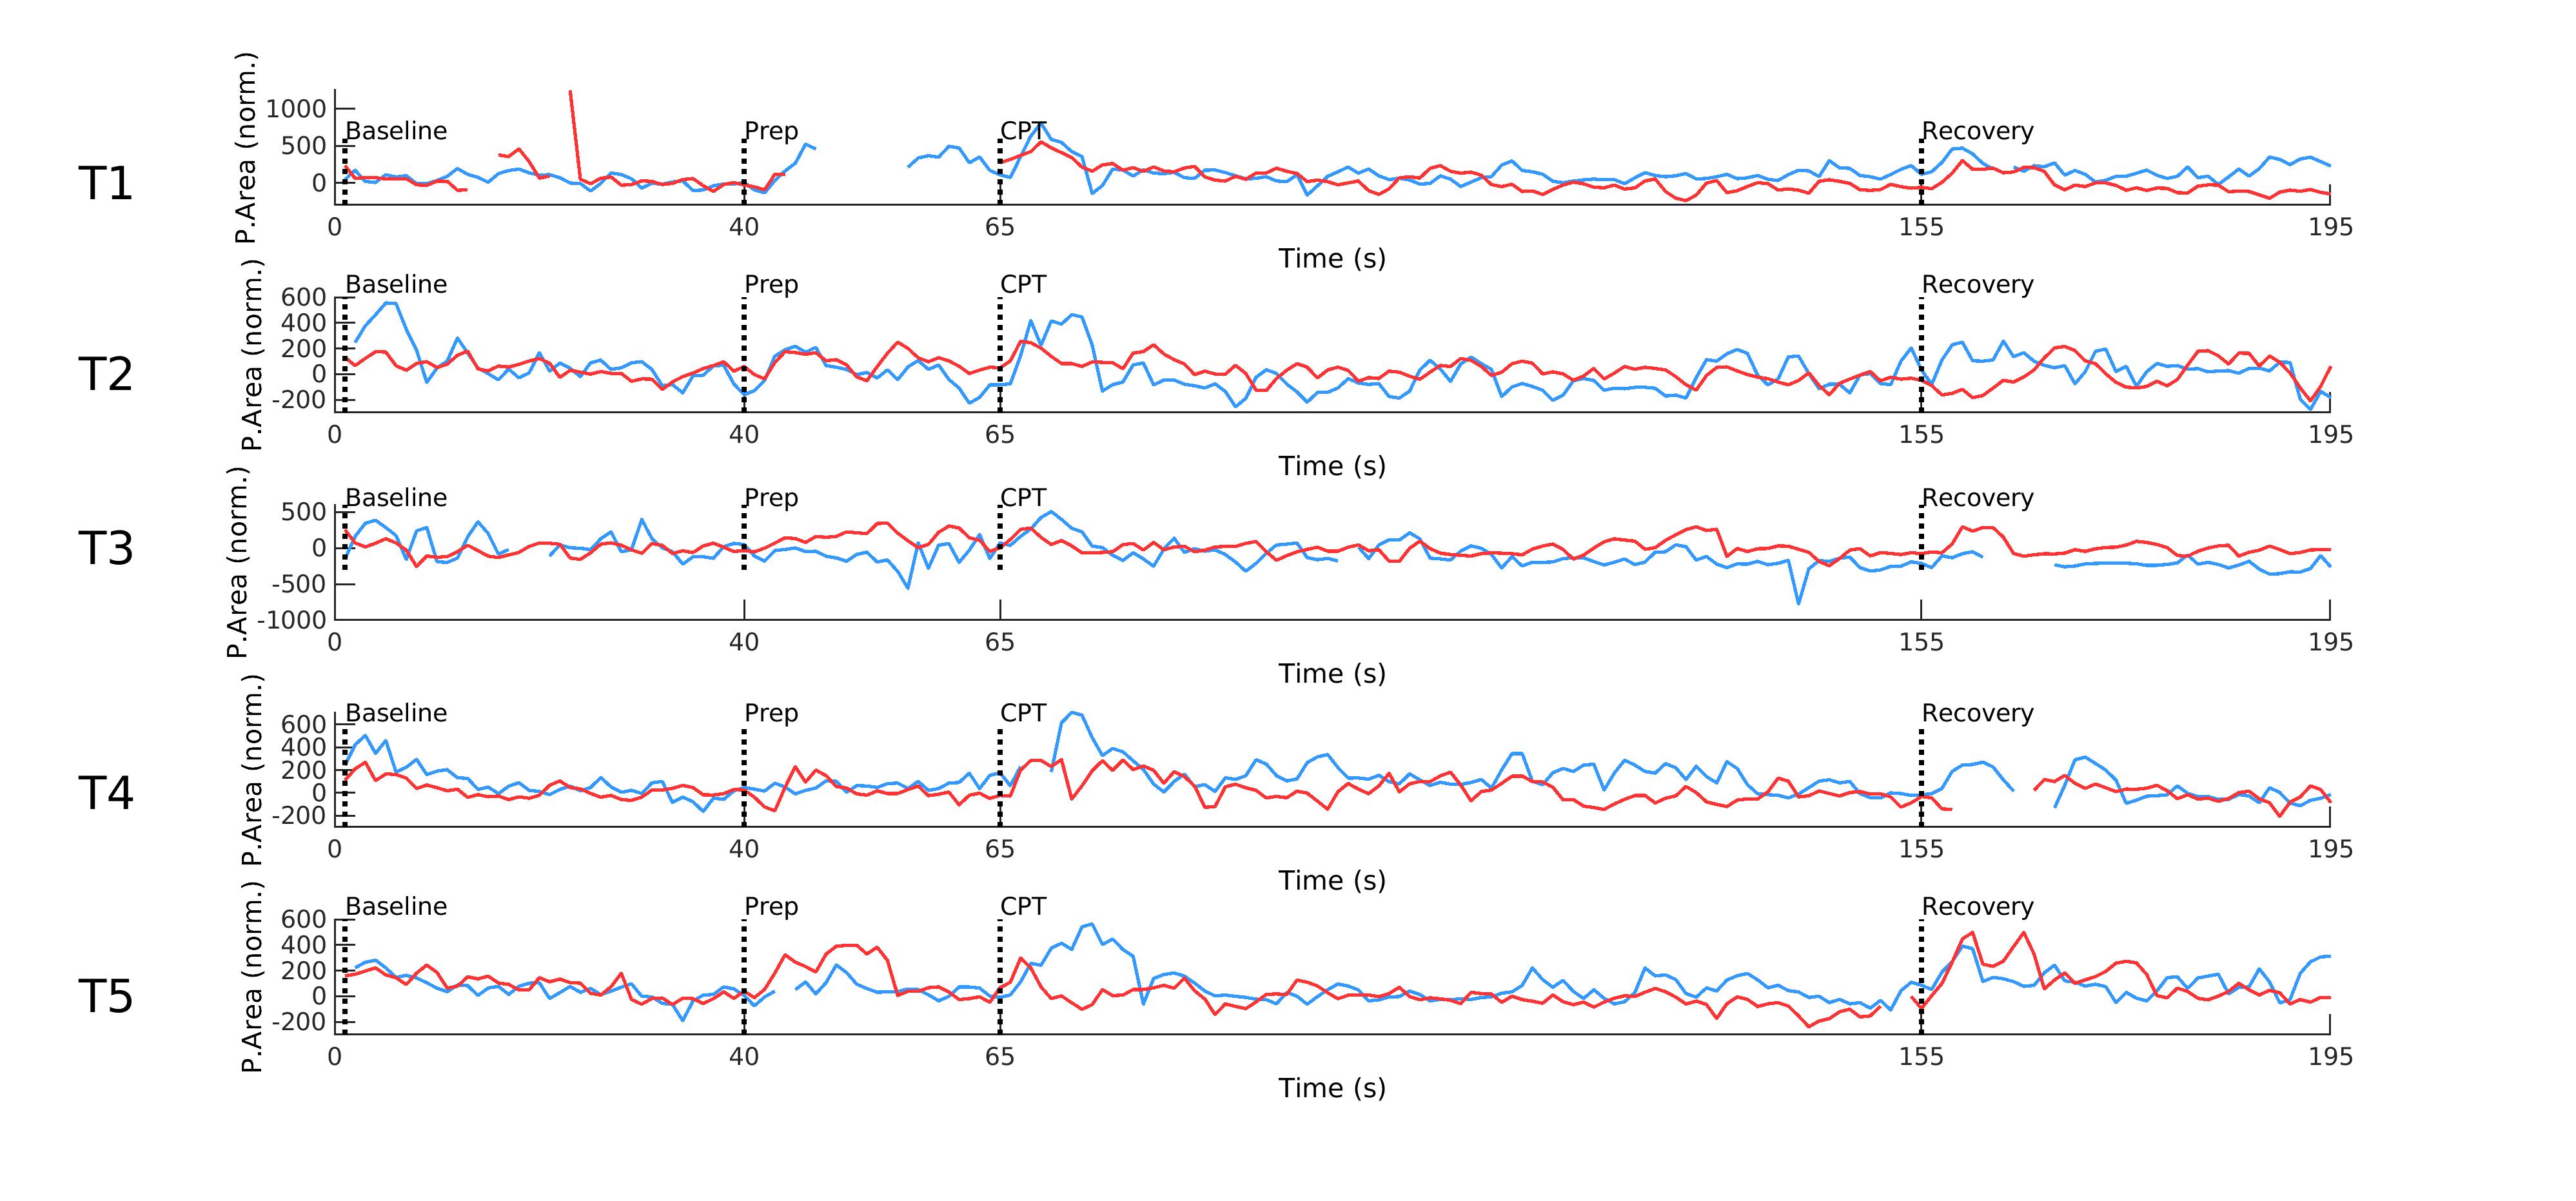 T1
P.Area (norm.)
1000
500
0
Baseline
Prep
CPT
Recovery
0
40
65
155
195
Time (s)
T2
P.Area (norm.)
600
400
200
0
-200
Baseline
Prep
CPT
Recovery
0
40
65
155
195
Time (s)
T3
P.Area (norm.)
500
0
-500
-1000
Baseline
Prep
CPT
Recovery
0
40
65
155
195
Time (s)
T4
P.Area (norm.)
600
400
200
0
-200
Baseline
Prep
CPT
Recovery
0
40
65
155
195
Time (s)
T5
P.Area (norm.)
600
400
200
0
-200
Baseline
Prep
CPT
Recovery
0
40
65
155
195
Time (s)